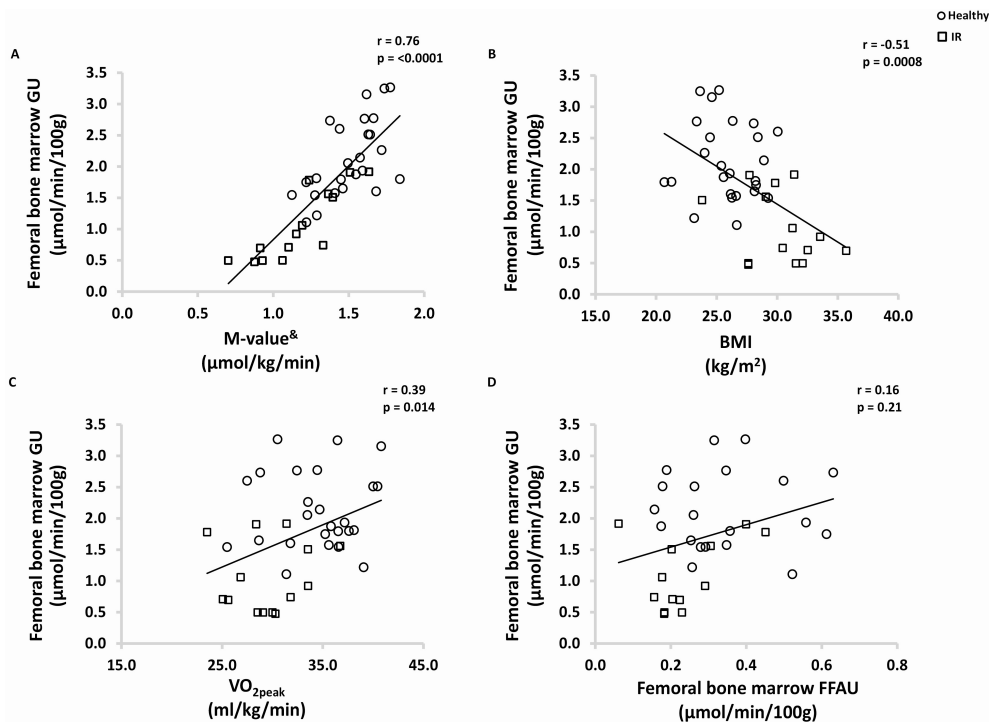 Healthy
IR
A
r = 0.76
p = <0.0001
Femoral bone marrow GU
(µmol/min/100g)
3.5
3.0
2.5
2.0
1.5
1.0
0.5
0.0
0.0 0.5 1.0 1.5 2.0
M-value&
(µmol/kg/min)
B
r = -0.51
p = 0.0008
Femoral bone marrow GU
(µmol/min/100g)
3.5
3.0
2.5
2.0
1.5
1.0
0.5
0.0
15.0 20.0 25.0 30.0 35.0 40.0
BMI
(kg/m²)
C
r = 0.39
p = 0.014
Femoral bone marrow GU
(µmol/min/100g)
3.5
3.0
2.5
2.0
1.5
1.0
0.5
0.0
15.0 25.0 35.0 45.0
VO2peak
(ml/kg/min)
D
r = 0.16
p = 0.21
Femoral bone marrow GU
(µmol/min/100g)
3.5
3.0
2.5
2.0
1.5
1.0
0.5
0.0
0.0 0.2 0.4 0.6 0.8
Femoral bone marrow FFAU
(µmol/min/100g)